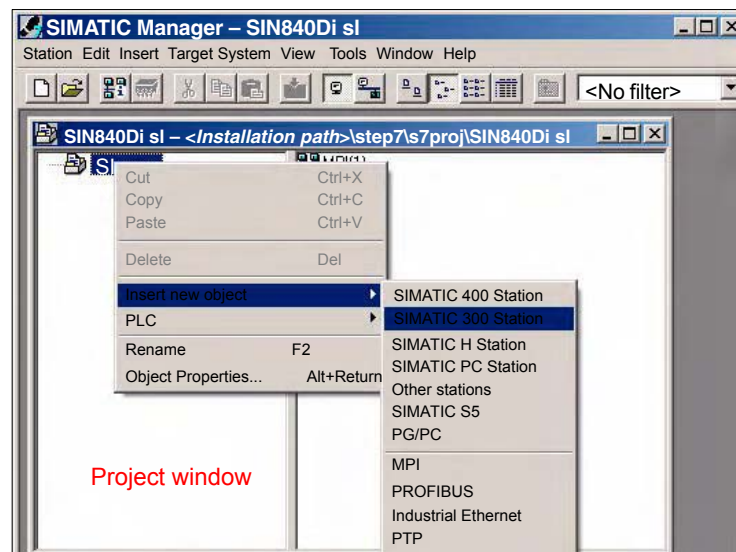 SIMATIC Manager – SIN840Di sl
Station Edit Insert Target System View Tools Window Help
<No filter>
SIN840Di sl – <Installation path>\step7\s7proj\SIN840Di sl
MPI(1)
Cut Ctrl+X
Copy Ctrl+C
Paste Ctrl+V
Delete Del
Insert new object
PLC
Rename F2
Object Properties... Alt+Return
SIMATIC 400 Station
SIMATIC 300 Station
SIMATIC H Station
SIMATIC PC Station
Other stations
SIMATIC S5
PG/PC
MPI
PROFIBUS
Industrial Ethernet
PTP
Project window